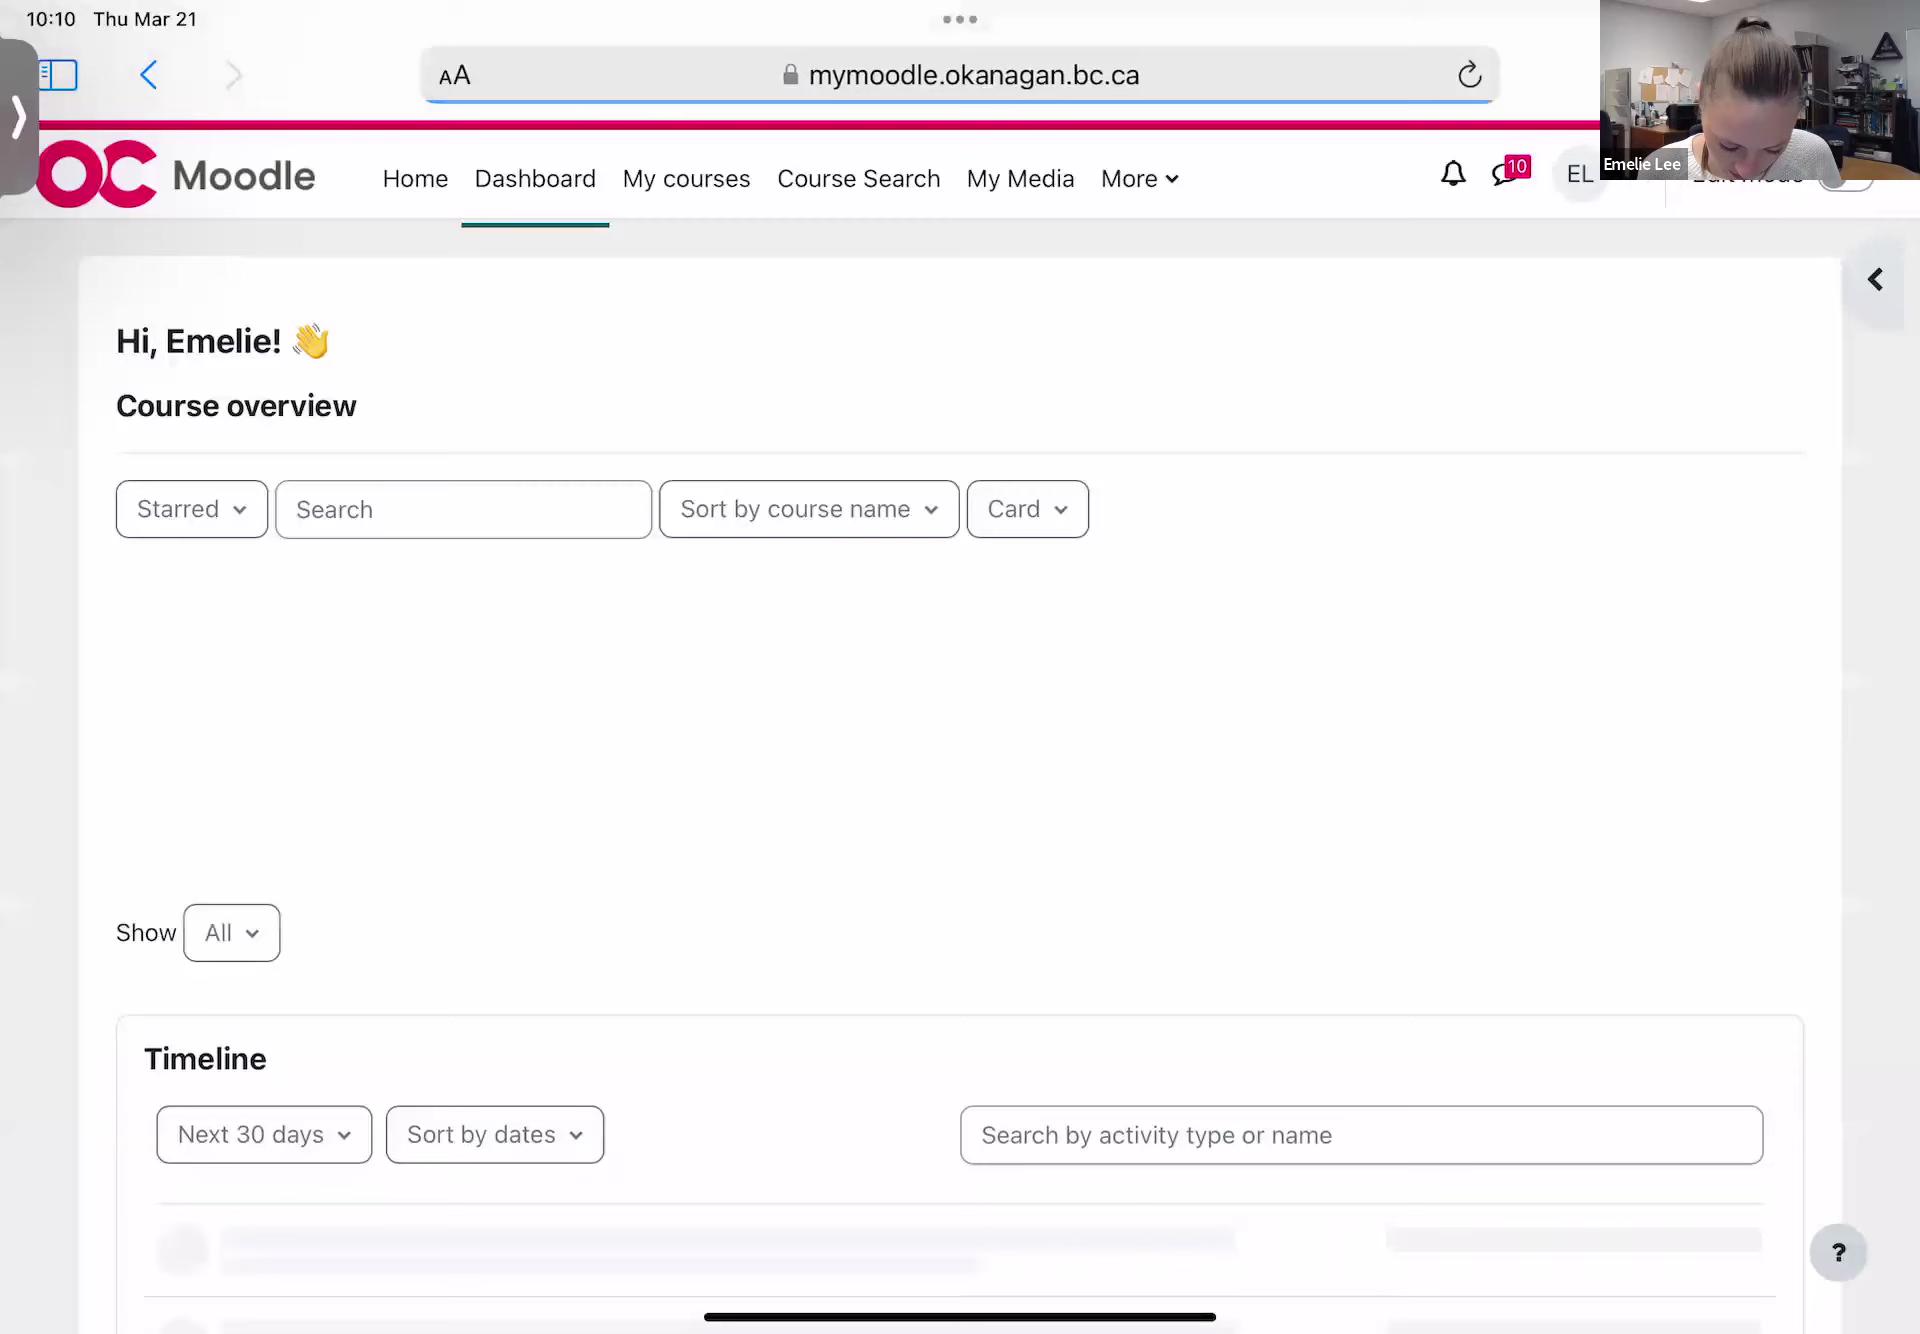 10:10 Thu Mar 21
AA mymoodle.okanagan.bc.ca
OC Moodle Home Dashboard My courses Course Search My Media More 10 EL
Emelie Lee
Hi, Emelie! 👋
Course overview
Starred Search Sort by course name Card
Show All
Timeline
Next 30 days Sort by dates Search by activity type or name
?